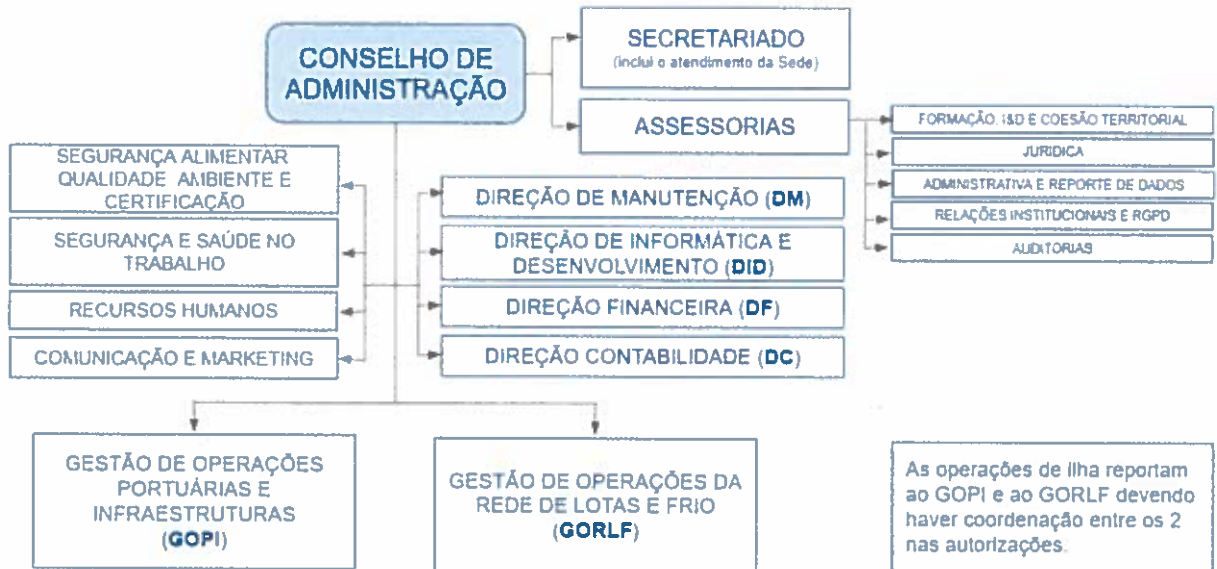 CONSELHO DE
ADMINISTRAÇÃO
SECRETARIADO
(inclui o atendimento da Sede)
ASSESSORIAS
FORMAÇÃO, I&D E COESÃO TERRITORIAL
JURIDICA
ADMINISTRATIVA E REPORTE DE DADOS
RELAÇÕES INSTITUCIONAIS E RGPD
AUDITORIAS
SEGURANÇA ALIMENTAR
QUALIDADE AMBIENTE E
CERTIFICAÇÃO
SEGURANÇA E SAÚDE NO
TRABALHO
RECURSOS HUMANOS
COMUNICAÇÃO E MARKETING
DIREÇÃO DE MANUTENÇÃO (DM)
DIREÇÃO DE INFORMÁTICA E
DESENVOLVIMENTO (DID)
DIREÇÃO FINANCEIRA (DF)
DIREÇÃO CONTABILIDADE (DC)
GESTÃO DE OPERAÇÕES
PORTUÁRIAS E
INFRAESTRUTURAS
(GOPI)
GESTÃO DE OPERAÇÕES DA
REDE DE LOTAS E FRIO
(GORLF)
As operações de ilha reportam
ao GOPI e ao GORLF devendo
haver coordenação entre os 2
nas autorizações.